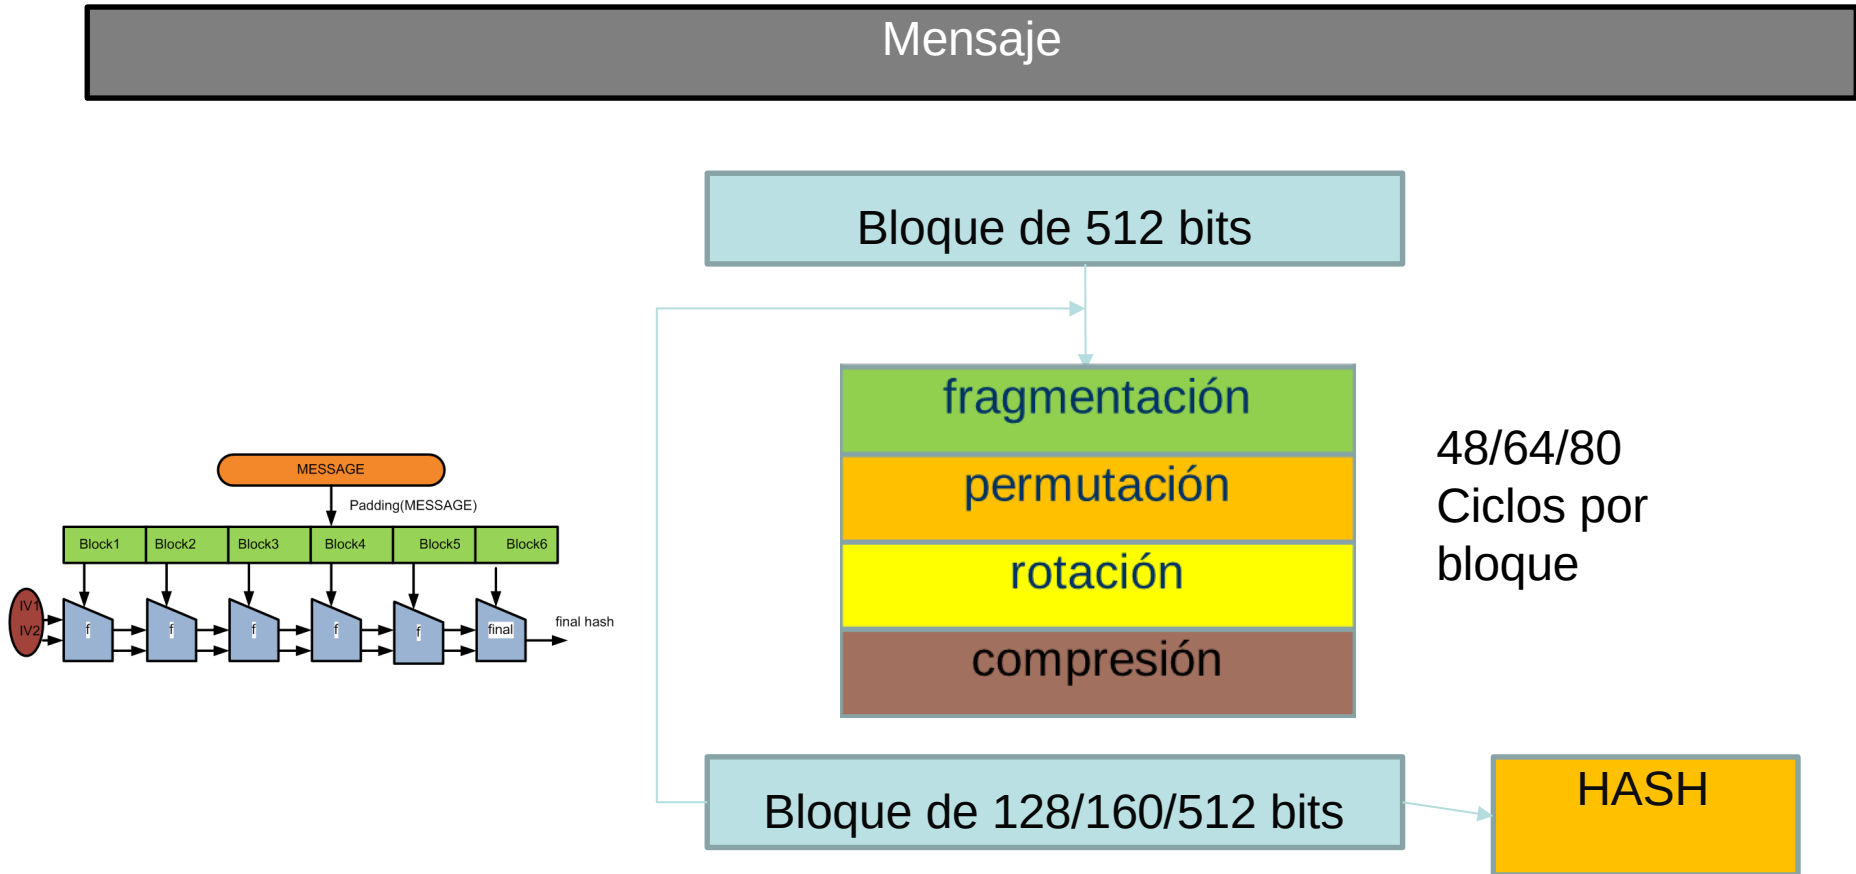 Mensaje
Bloque de 512 bits
fragmentación
permutación
rotación
compresión
48/64/80
Ciclos por
bloque
Bloque de 128/160/512 bits
HASH
MESSAGE
Padding(MESSAGE)
Block1 Block2 Block3 Block4 Block5 Block6
IV1
IV2
f f f f f final
final hash